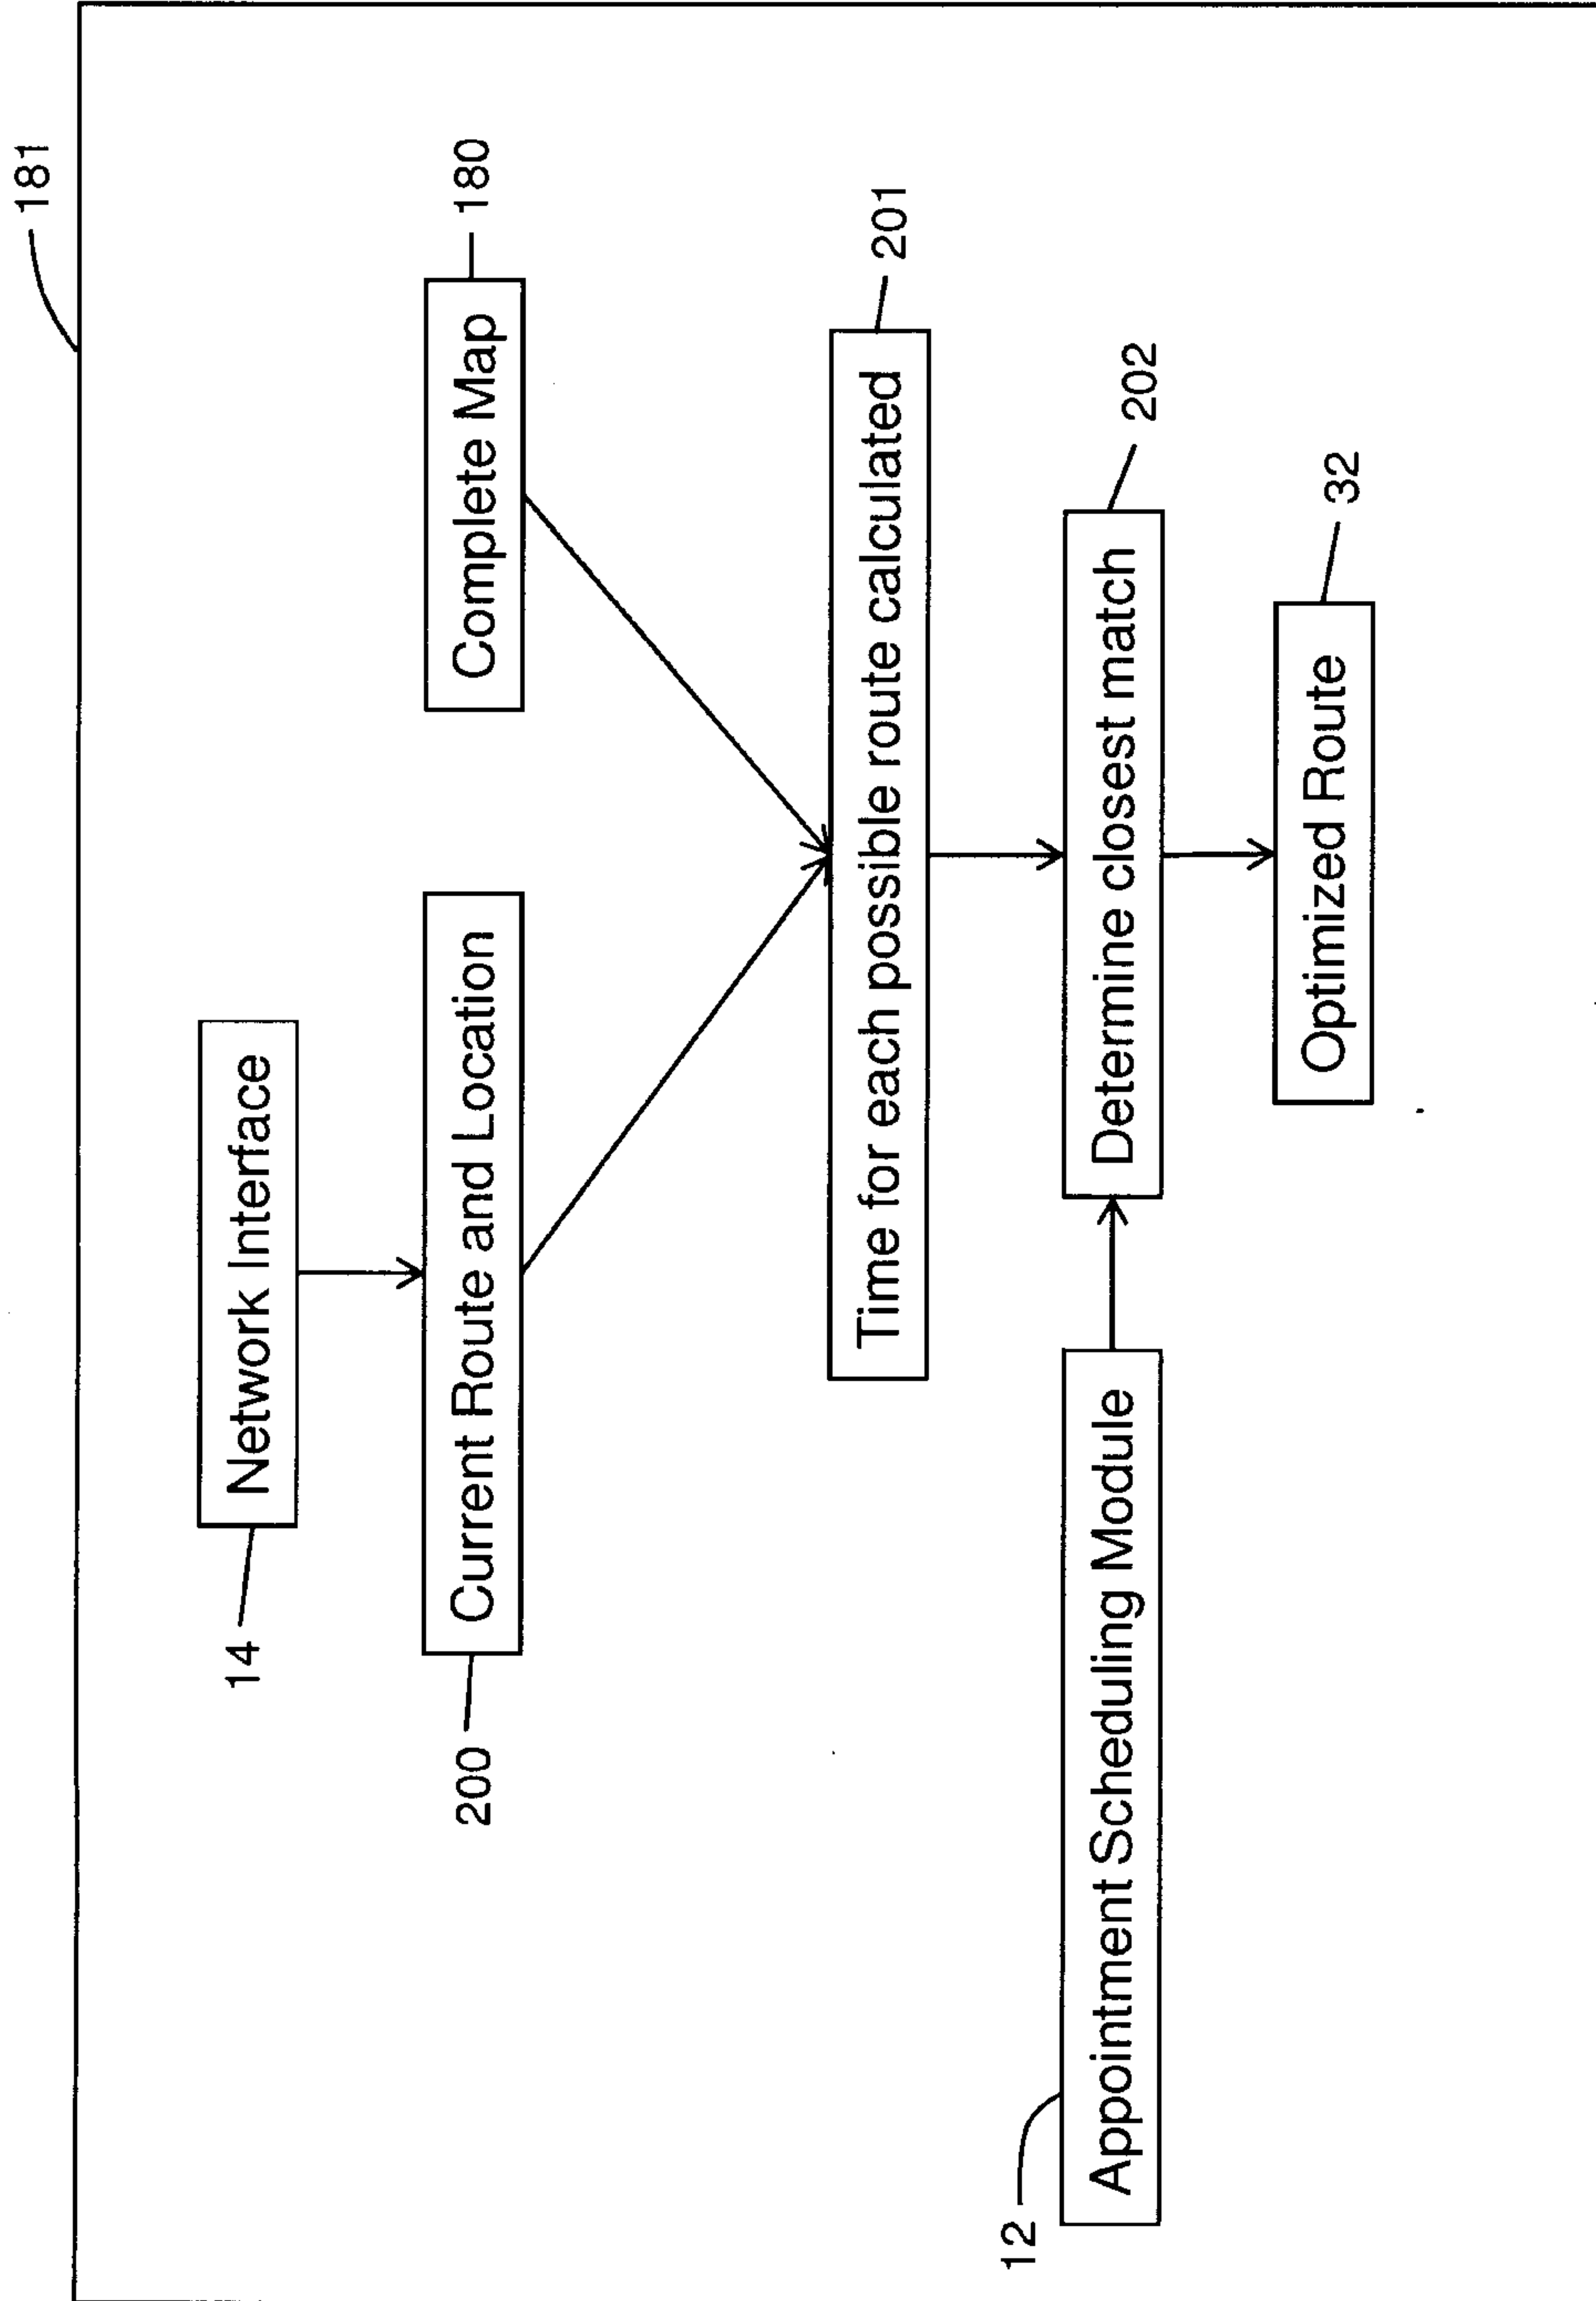 181
14
Network Interface
200
Current Route and Location
Complete Map
180
Time for each possible route calculated
201
12
Appointment Scheduling Module
Determine closest match
202
Optimized Route
32